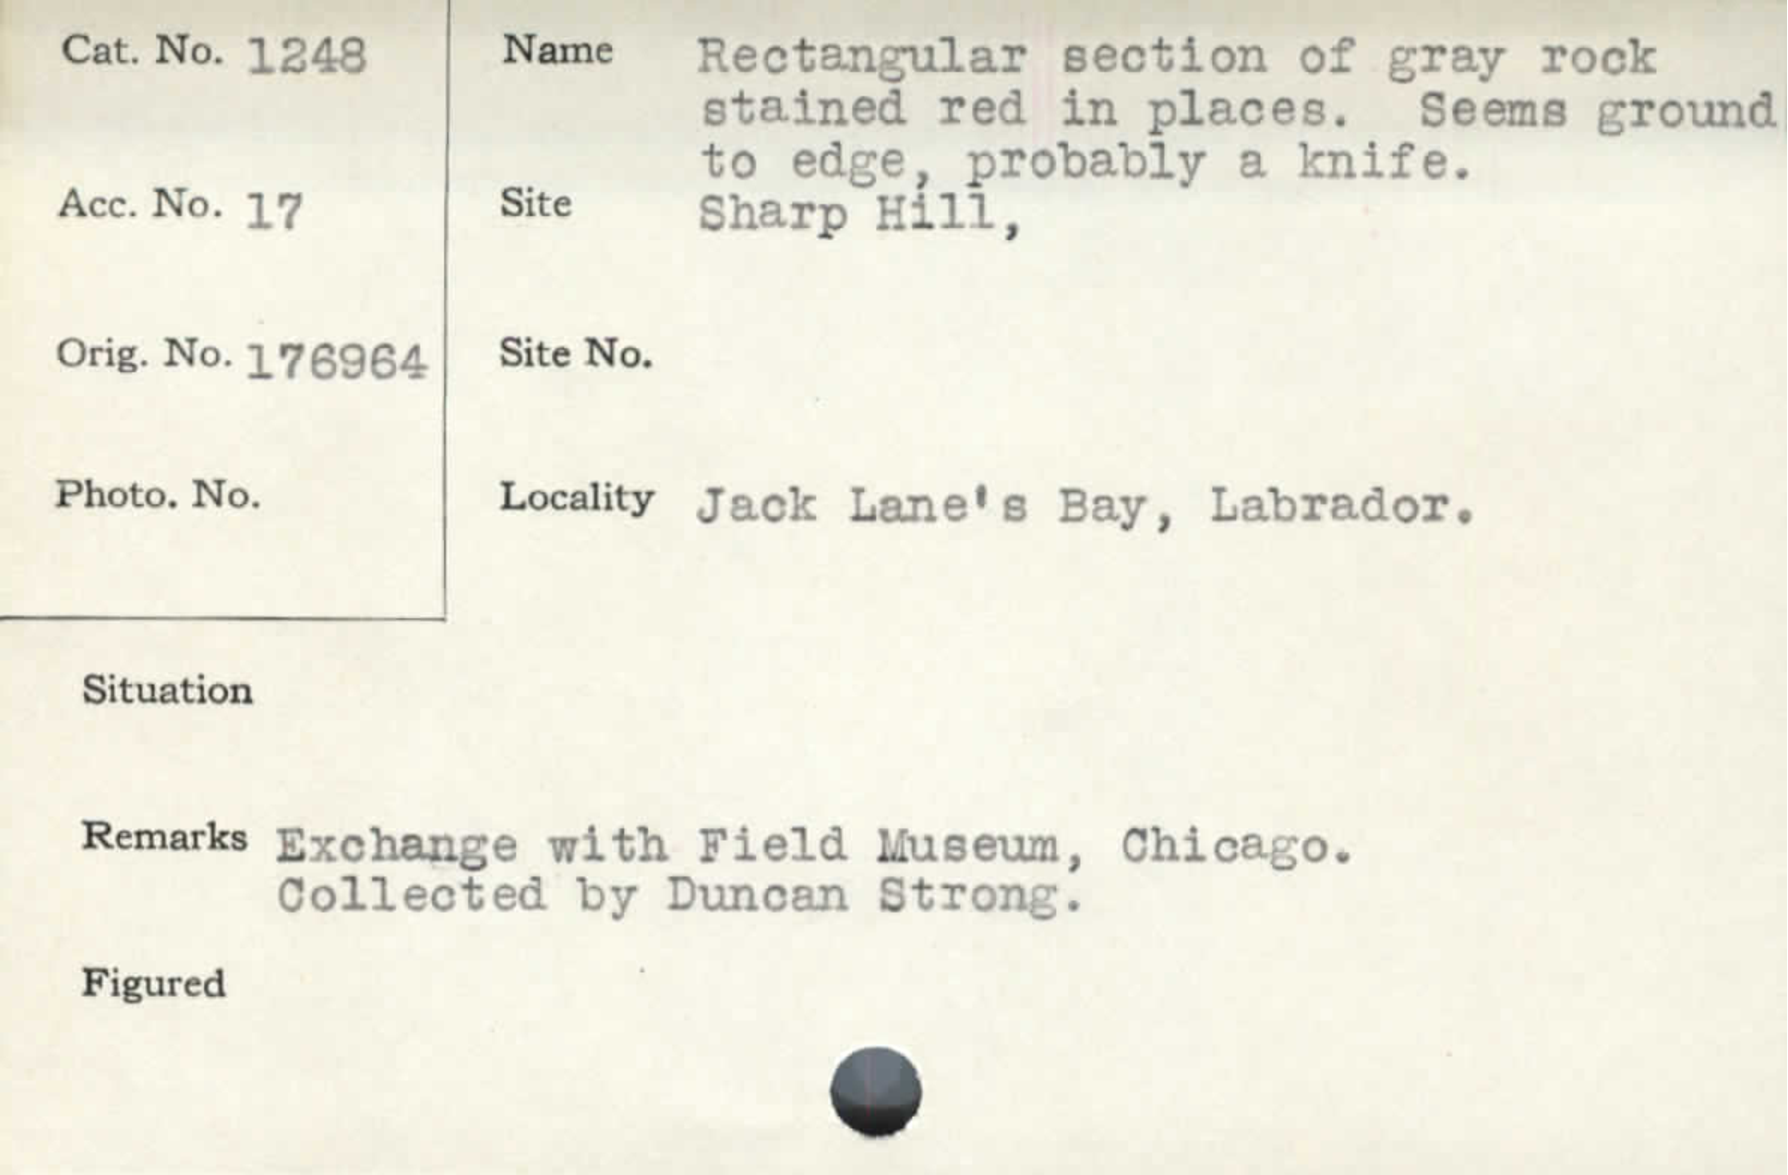 Cat. No. 1248
Name Rectangular section of gray rock
stained red in places. Seems ground
to edge, probably a knife.
Acc. No. 17
Site Sharp Hill,
Orig. No. 176964
Site No.
Photo. No.
Locality Jack Lane's Bay, Labrador.
Situation
Remarks Exchange with Field Museum, Chicago.
Collected by Duncan Strong.
Figured